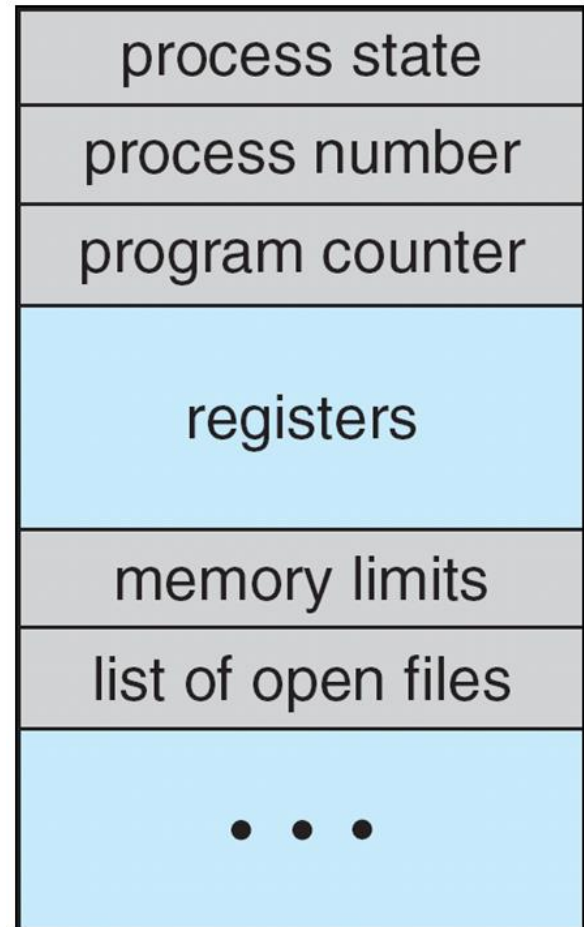 process state
process number
program counter
registers
memory limits
list of open files
• • •